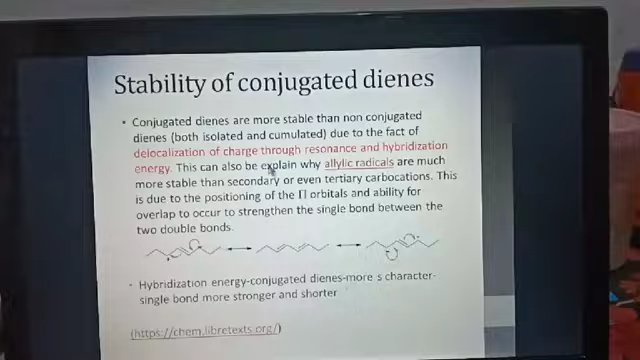 Stability of conjugated dienes
• Conjugated dienes are more stable than non conjugated
dienes (both isolated and cumulated) due to the fact of
delocalization of charge through resonance and hybridization
energy. This can also be explain why allylic radicals are much
more stable than secondary or even tertiary carbocations. This
is due to the positioning of the Π orbitals and ability for
overlap to occur to strengthen the single bond between the
two double bonds.
• Hybridization energy-conjugated dienes-more s character-
single bond more stronger and shorter
(https://chem.libretexts.org/)